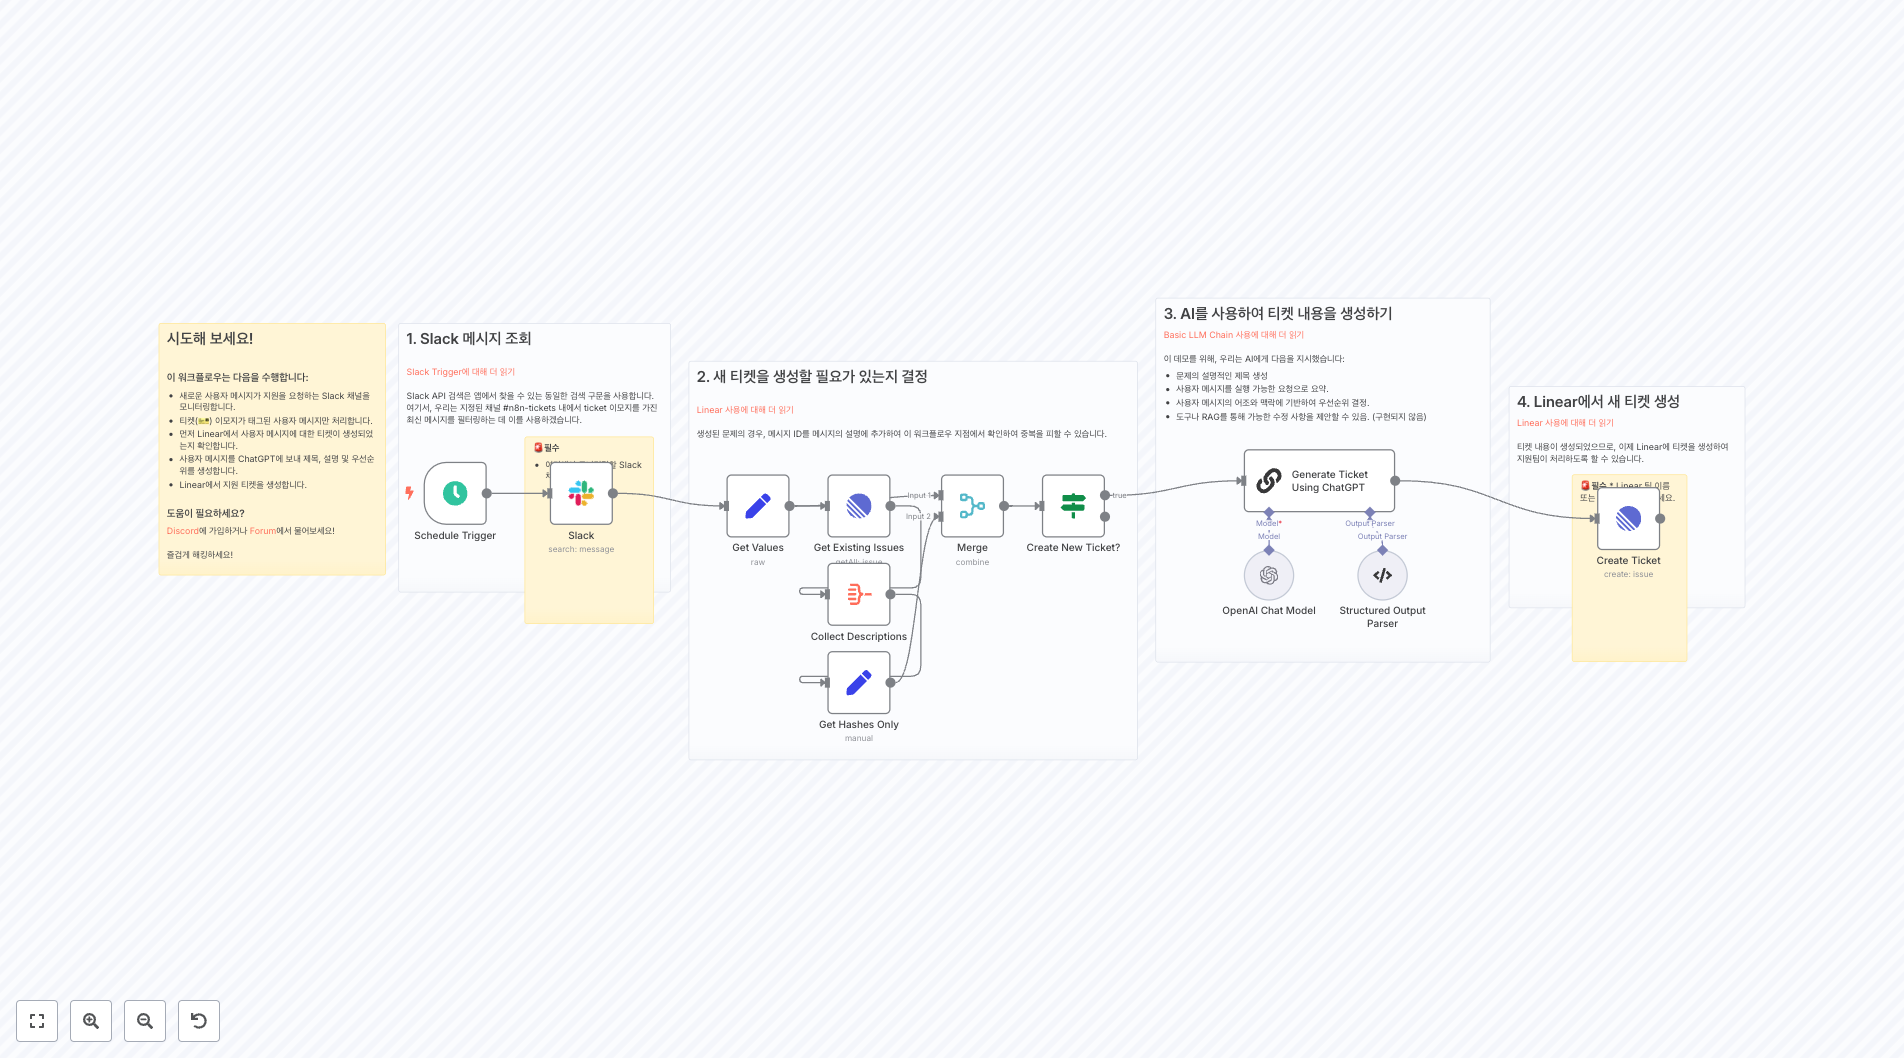 시도해 보세요!
이 워크플로우는 다음을 수행합니다:
새로운 사용자 메시지가 지원을 요청하는 Slack 채널을
모니터링합니다.
티켓(🎫) 이모지가 태그된 사용자 메시지만 처리합니다.
먼저 Linear에서 사용자 메시지에 대한 티켓이 생성되었
는지 확인합니다.
사용자 메시지를 ChatGPT에 보내 제목, 설명 및 우선순
위를 생성합니다.
Linear에서 지원 티켓을 생성합니다.
도움이 필요하세요?
Discord에 가입하거나 Forum에서 물어보세요!
즐겁게 해킹하세요!
1. Slack 메시지 조회
Slack Trigger에 대해 더 읽기
Slack API 검색은 앱에서 찾을 수 있는 동일한 검색 구문을 사용합니다.
여기서, 우리는 지정된 채널 #n8n-tickets 내에서 ticket 이모지를 가진
최신 메시지를 필터링하는 데 이를 사용하겠습니다.
🚨필수
Slack
Schedule Trigger
Slack
search: message
2. 새 티켓을 생성할 필요가 있는지 결정
Linear 사용에 대해 더 읽기
생성된 문제의 경우, 메시지 ID를 메시지의 설명에 추가하여 이 워크플로우 지점에서 확인하여 중복을 피할 수 있습니다.
Input 1
Input 2
true
Get Values
raw
Get Existing Issues
getAll: issue
Merge
combine
Create New Ticket?
Collect Descriptions
Get Hashes Only
manual
3. AI를 사용하여 티켓 내용을 생성하기
Basic LLM Chain 사용에 대해 더 읽기
이 데모를 위해, 우리는 AI에게 다음을 지시했습니다:
문제의 설명적인 제목 생성
사용자 메시지를 실행 가능한 요청으로 요약.
사용자 메시지의 어조와 맥락에 기반하여 우선순위 결정.
도구나 RAG를 통해 가능한 수정 사항을 제안할 수 있음. (구현되지 않음)
Generate Ticket
Using ChatGPT
Model*
Output Parser
Model
Output Parser
OpenAI Chat Model
Structured Output
Parser
4. Linear에서 새 티켓 생성
Linear 사용에 대해 더 읽기
티켓 내용이 생성되었으므로, 이제 Linear에 티켓을 생성하여
지원팀이 처리하도록 할 수 있습니다.
🚨필수 * Linear 팀 이름
또는
Create Ticket
create: issue